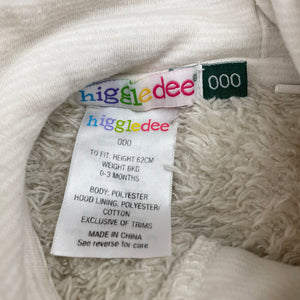 higgledee®
000
higgledee
000
TO FIT: HEIGHT 62CM
WEIGHT 6KG
0-3 MONTHS
BODY: POLYESTER
HOOD LINING: POLYESTER/
COTTON
EXCLUSIVE OF TRIMS
MADE IN CHINA
See reverse for care